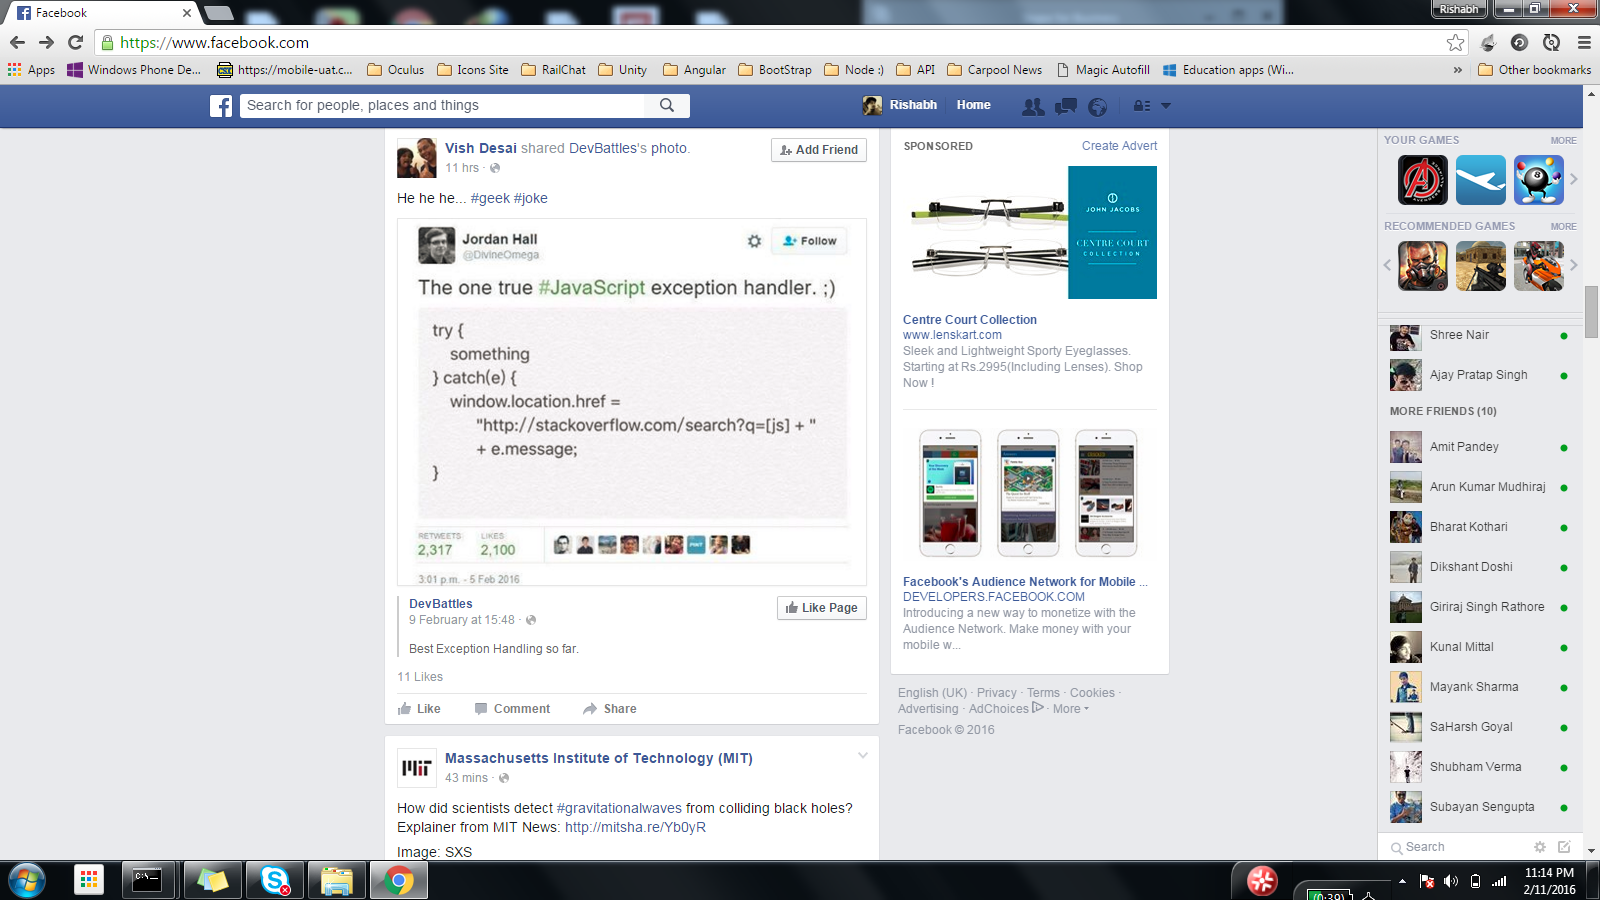 Facebook
Rishabh
https://www.facebook.com
Apps
Windows Phone De...
https://mobile-uat.c...
Oculus
Icons Site
RailChat
Unity
Angular
BootStrap
Node :)
API
Carpool News
Magic Autofill
Education apps (Wi...
»
Other bookmarks
Search for people, places and things
Rishabh
Home
Vish Desai shared DevBattles's photo.
11 hrs ·
Add Friend
He he he... #geek #joke
Jordan Hall
@DivineOmega
Follow
The one true #JavaScript exception handler. ;)
try {
something
} catch(e) {
window.location.href =
"http://stackoverflow.com/search?q=[js] + "
+ e.message;
}
RETWEETS
2,317
LIKES
2,100
3:01 p.m. - 5 Feb 2016
DevBattles
9 February at 15:48 ·
Like Page
Best Exception Handling so far.
11 Likes
Like
Comment
Share
MIT
Massachusetts Institute of Technology (MIT)
43 mins ·
How did scientists detect #gravitationalwaves from colliding black holes?
Explainer from MIT News: http://mitsha.re/Yb0yR
Image: SXS
SPONSORED
Create Advert
JOHN JACOBS
CENTRE COURT
COLLECTION
Centre Court Collection
www.lenskart.com
Sleek and Lightweight Sporty Eyeglasses.
Starting at Rs.2995(Including Lenses). Shop
Now !
Facebook's Audience Network for Mobile ...
DEVELOPERS.FACEBOOK.COM
Introducing a new way to monetize with the
Audience Network. Make money with your
mobile w...
English (UK) · Privacy · Terms · Cookies ·
Advertising · AdChoices · More
Facebook © 2016
YOUR GAMES
MORE
RECOMMENDED GAMES
MORE
Shree Nair
Ajay Pratap Singh
MORE FRIENDS (10)
Amit Pandey
Arun Kumar Mudhiraj
Bharat Kothari
Dikshant Doshi
Giriraj Singh Rathore
Kunal Mittal
Mayank Sharma
SaHarsh Goyal
Shubham Verma
Subayan Sengupta
Search
C:\
(0:39)
11:14 PM
2/11/2016